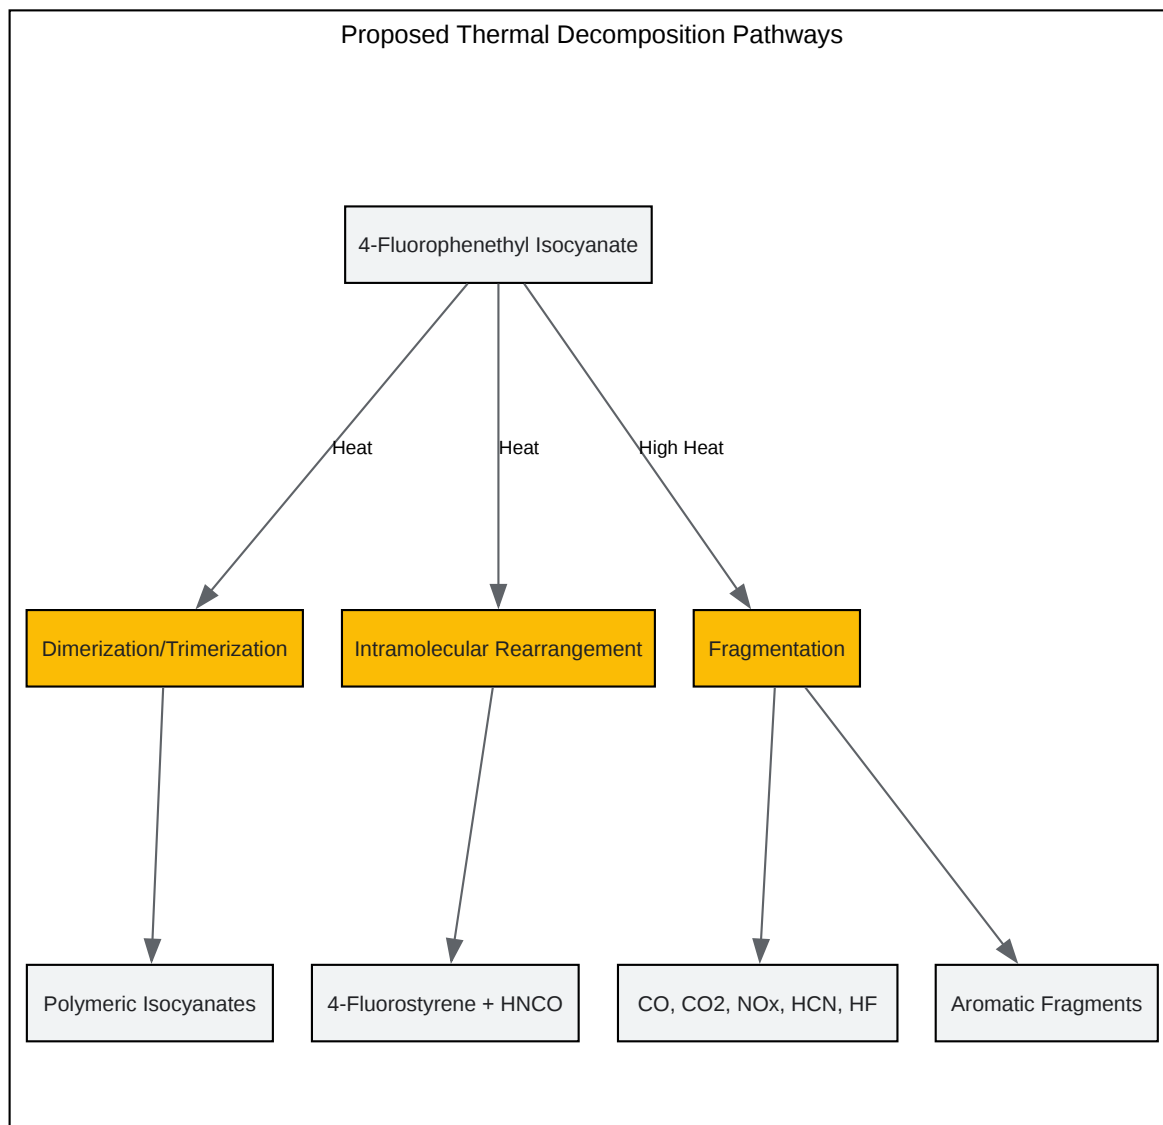 Proposed Thermal Decomposition Pathways
4-Fluorophenethyl Isocyanate
Heat
Heat
High Heat
Dimerization/Trimerization
Intramolecular Rearrangement
Fragmentation
Polymeric Isocyanates
4-Fluorostyrene + HNCO
CO, CO2, NOx, HCN, HF
Aromatic Fragments